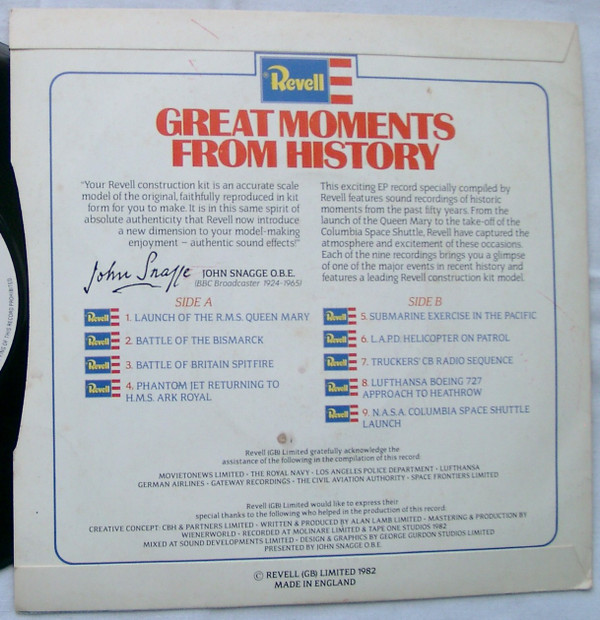 Revell
GREAT MOMENTS
FROM HISTORY
"Your Revell construction kit is an accurate scale
model of the original, faithfully reproduced in kit
form for you to make. It is in this same spirit of
absolute authenticity that Revell now introduce
a new dimension to your model-making
enjoyment – authentic sound effects!"
John Snagge JOHN SNAGGE O.B.E.
(BBC Broadcaster 1924-1965)
This exciting EP record specially compiled by
Revell features sound recordings of historic
moments from the past fifty years. From the
launch of the Queen Mary to the take-off of the
Columbia Space Shuttle, Revell have captured the
atmosphere and excitement of these occasions.
Each of the nine recordings brings you a glimpse
of one of the major events in recent history and
features a leading Revell construction kit model.
SIDE A
Revell 1. LAUNCH OF THE R.M.S. QUEEN MARY
Revell 2. BATTLE OF THE BISMARCK
Revell 3. BATTLE OF BRITAIN SPITFIRE
Revell 4. PHANTOM JET RETURNING TO
H.M.S. ARK ROYAL
SIDE B
Revell 5. SUBMARINE EXERCISE IN THE PACIFIC
Revell 6. L.A.P.D. HELICOPTER ON PATROL
Revell 7. TRUCKERS' CB RADIO SEQUENCE
Revell 8. LUFTHANSA BOEING 727
APPROACH TO HEATHROW
Revell 9. N.A.S.A. COLUMBIA SPACE SHUTTLE
LAUNCH
Revell (GB) Limited gratefully acknowledge the
assistance of the following in the compilation of this record:
MOVIETONEWS LIMITED - THE ROYAL NAVY - LOS ANGELES POLICE DEPARTMENT - LUFTHANSA
GERMAN AIRLINES - GATEWAY RECORDINGS - THE CIVIL AVIATION AUTHORITY - SPACE FRONTIERS LIMITED
Revell (GB) Limited would like to express their
special thanks to the following who helped in the production of this record:
CREATIVE CONCEPT: CBH & PARTNERS LIMITED - WRITTEN & PRODUCED BY ALAN LAMB LIMITED - MASTERING & PRODUCTION BY
WIENERWORLD - RECORDED AT MOLINARE LIMITED & TAPE ONE STUDIOS 1982
MIXED AT SOUND DEVELOPMENTS LIMITED - DESIGN & GRAPHICS BY GEORGE GURDON STUDIOS LIMITED
PRESENTED BY JOHN SNAGGE O.B.E.
© REVELL (GB) LIMITED 1982
MADE IN ENGLAND
OF THIS RECORD PROHIBITED